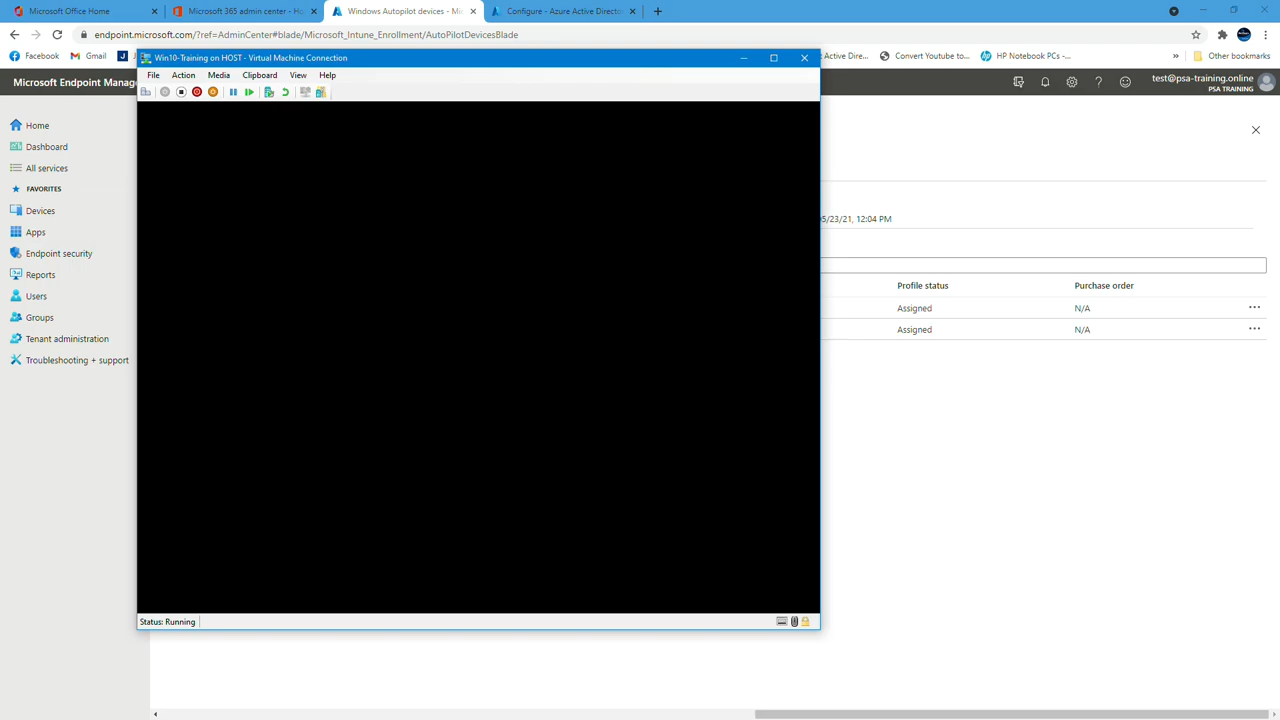 Microsoft Office Home
Microsoft 365 admin center - Ho
Windows Autopilot devices - Mi
Configure - Azure Active Directo
endpoint.microsoft.com/?ref=AdminCenter#blade/Microsoft_Intune_Enrollment/AutoPilotDevicesBlade
Facebook
Gmail
Active Dire...
Convert Youtube to...
HP Notebook PCs -...
Other bookmarks
Win10-Training on HOST - Virtual Machine Connection
File Action Media Clipboard View Help
Microsoft Endpoint Manag
test@psa-training.online
PSA TRAINING
Home
Dashboard
All services
FAVORITES
Devices
Apps
Endpoint security
Reports
Users
Groups
Tenant administration
Troubleshooting + support
5/23/21, 12:04 PM
Profile status Purchase order
Assigned N/A
Assigned N/A
Status: Running